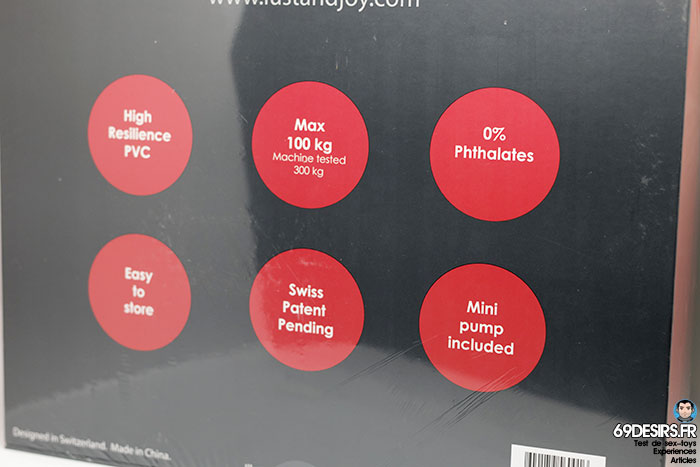 www.lustandjoy.com
High
Resilience
PVC
Max
100 kg
Machine tested
300 kg
0%
Phthalates
Easy
to
store
Swiss
Patent
Pending
Mini
pump
included
Designed in Switzerland. Made in China.
69DESIRS.FR
Test de sex-toys
Experiences
Articles